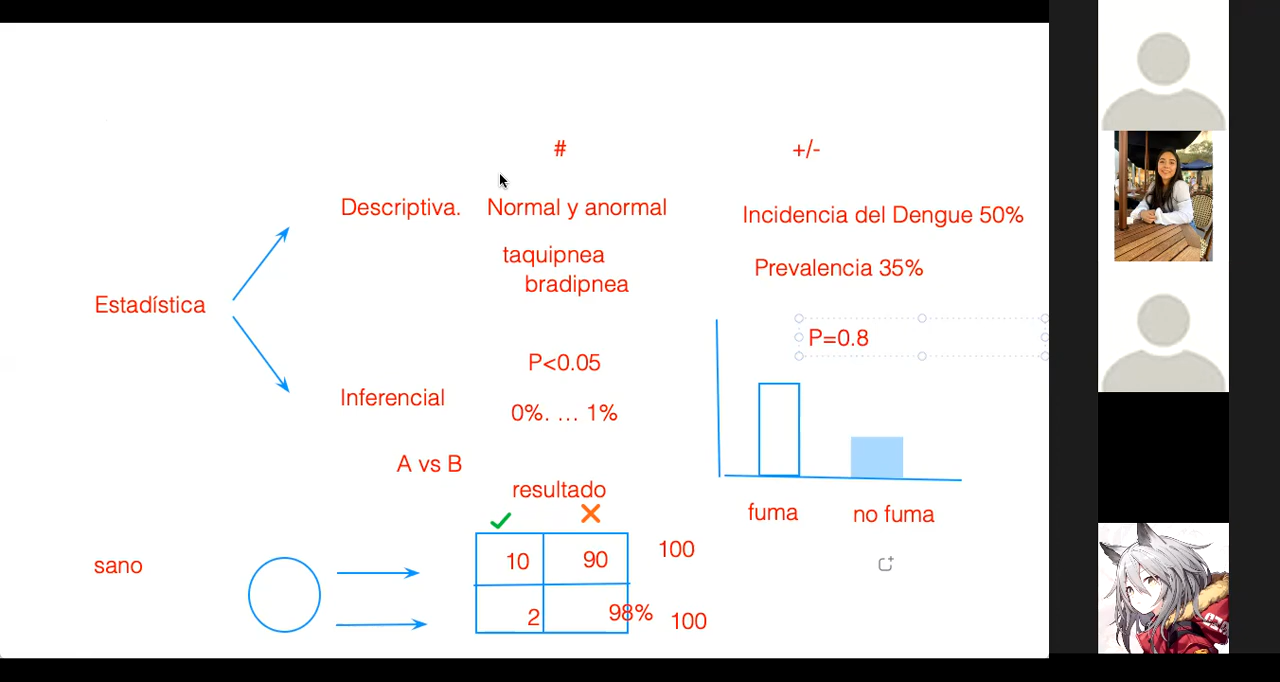 #
+/-
Descriptiva.
Normal y anormal
Incidencia del Dengue 50%
taquipnea
bradipnea
Prevalencia 35%
Estadística
P=0.8
P<0.05
Inferencial
0%. ... 1%
A vs B
resultado
fuma
no fuma
sano
10
90
100
2
98%
100